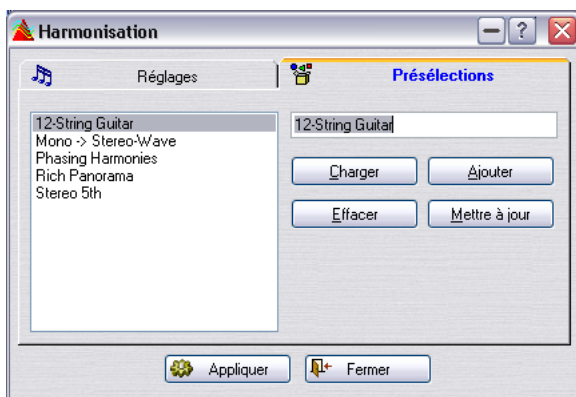 Harmonisation
Réglages
Présélections
12-String Guitar
Mono -> Stereo-Wave
Phasing Harmonies
Rich Panorama
Stereo 5th
12-String Guitar
Charger
Ajouter
Effacer
Mettre à jour
Appliquer
Fermer